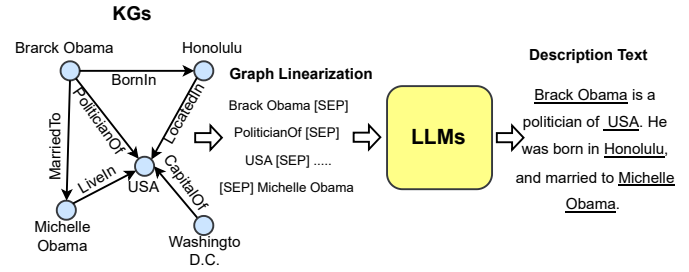 KGs
Brarck Obama
Honolulu
BornIn
MarriedTo
PoliticianOf
LocatedIn
LiveIn
USA
CapitalOf
Michelle
Obama
Washingto
D.C.
Graph Linearization
Brack Obama [SEP]
PoliticianOf [SEP]
USA [SEP] .....
[SEP] Michelle Obama
LLMs
Description Text
Brack Obama is a
politician of USA. He
was born in Honolulu,
and married to Michelle
Obama.